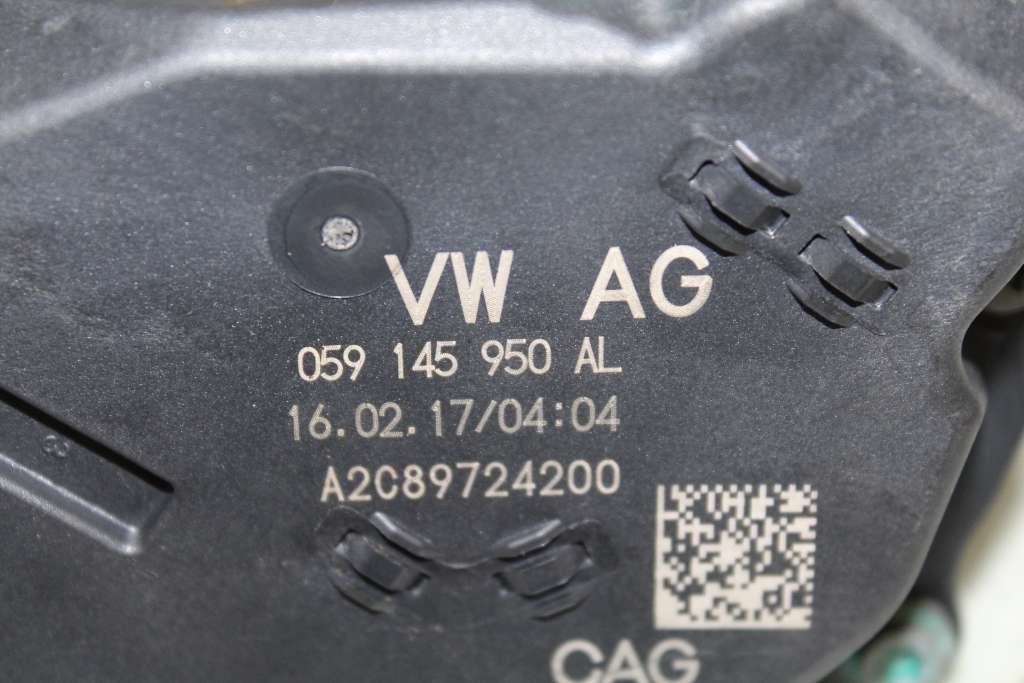 VW AG
059 145 950 AL
16.02.17/04:04
A2C89724200
CAG